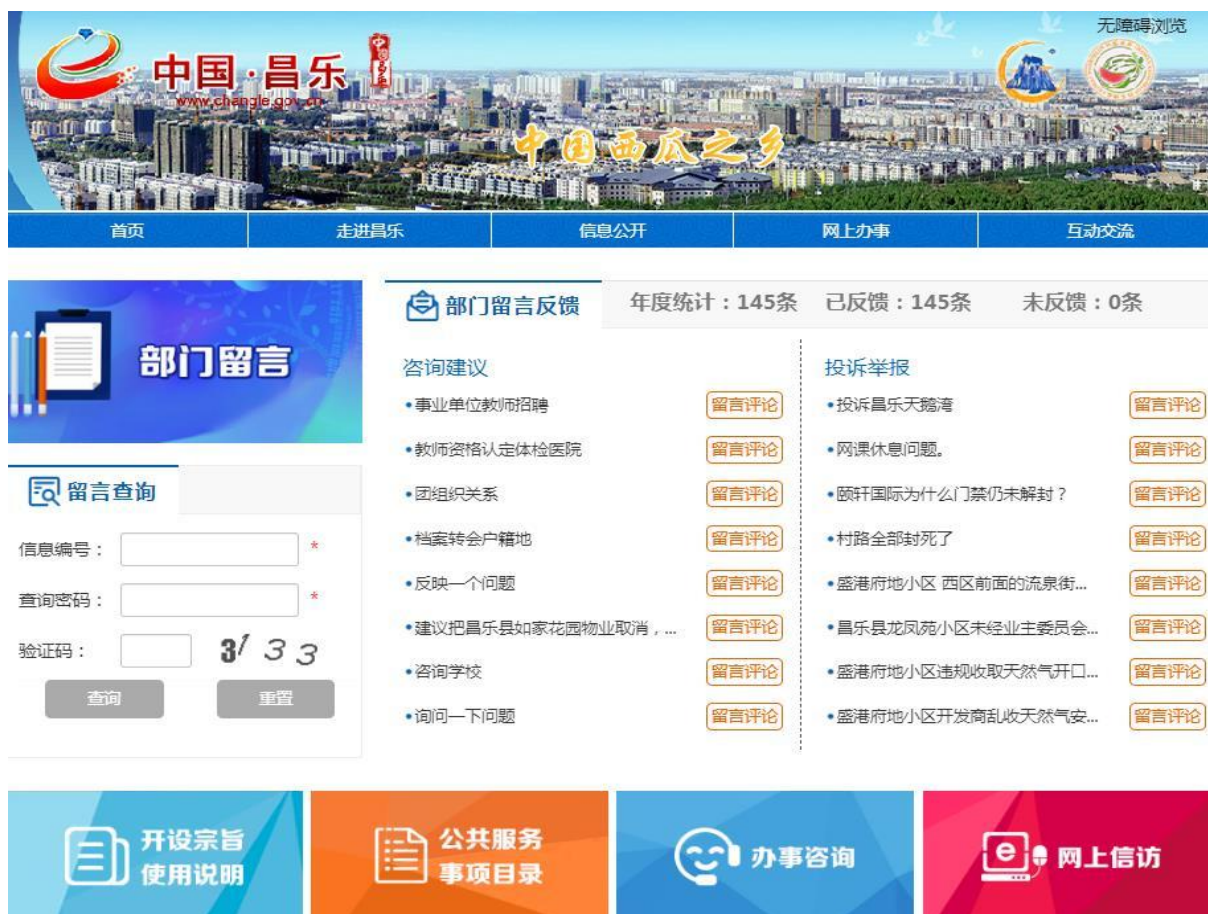 无障碍浏览
中国·昌乐
www.changle.gov.cn
中国西瓜之乡
首页
走进昌乐
信息公开
网上办事
互动交流
部门留言
留言查询
信息编号：
*
查询密码：
*
验证码：
3133
查询
重置
部门留言反馈
年度统计：145条
已反馈：145条
未反馈：0条
咨询建议
•事业单位教师招聘
留言评论
•教师资格认定体检医院
留言评论
•团组织关系
留言评论
•档案转会户籍地
留言评论
•反映一个问题
留言评论
•建议把昌乐县如家花园物业取消，...
留言评论
•咨询学校
留言评论
•询问一下问题
留言评论
投诉举报
•投诉昌乐天鹅湾
留言评论
•网课休息问题。
留言评论
•颐轩国际为什么门禁仍未解封？
留言评论
•村路全部封死了
留言评论
•盛港府地小区 西区前面的流泉街...
留言评论
•昌乐县龙凤苑小区未经业主委员会...
留言评论
•盛港府地小区违规收取天然气开口...
留言评论
•盛港府地小区开发商乱收天然气安...
留言评论
开设宗旨
使用说明
公共服务
事项目录
办事咨询
网上信访